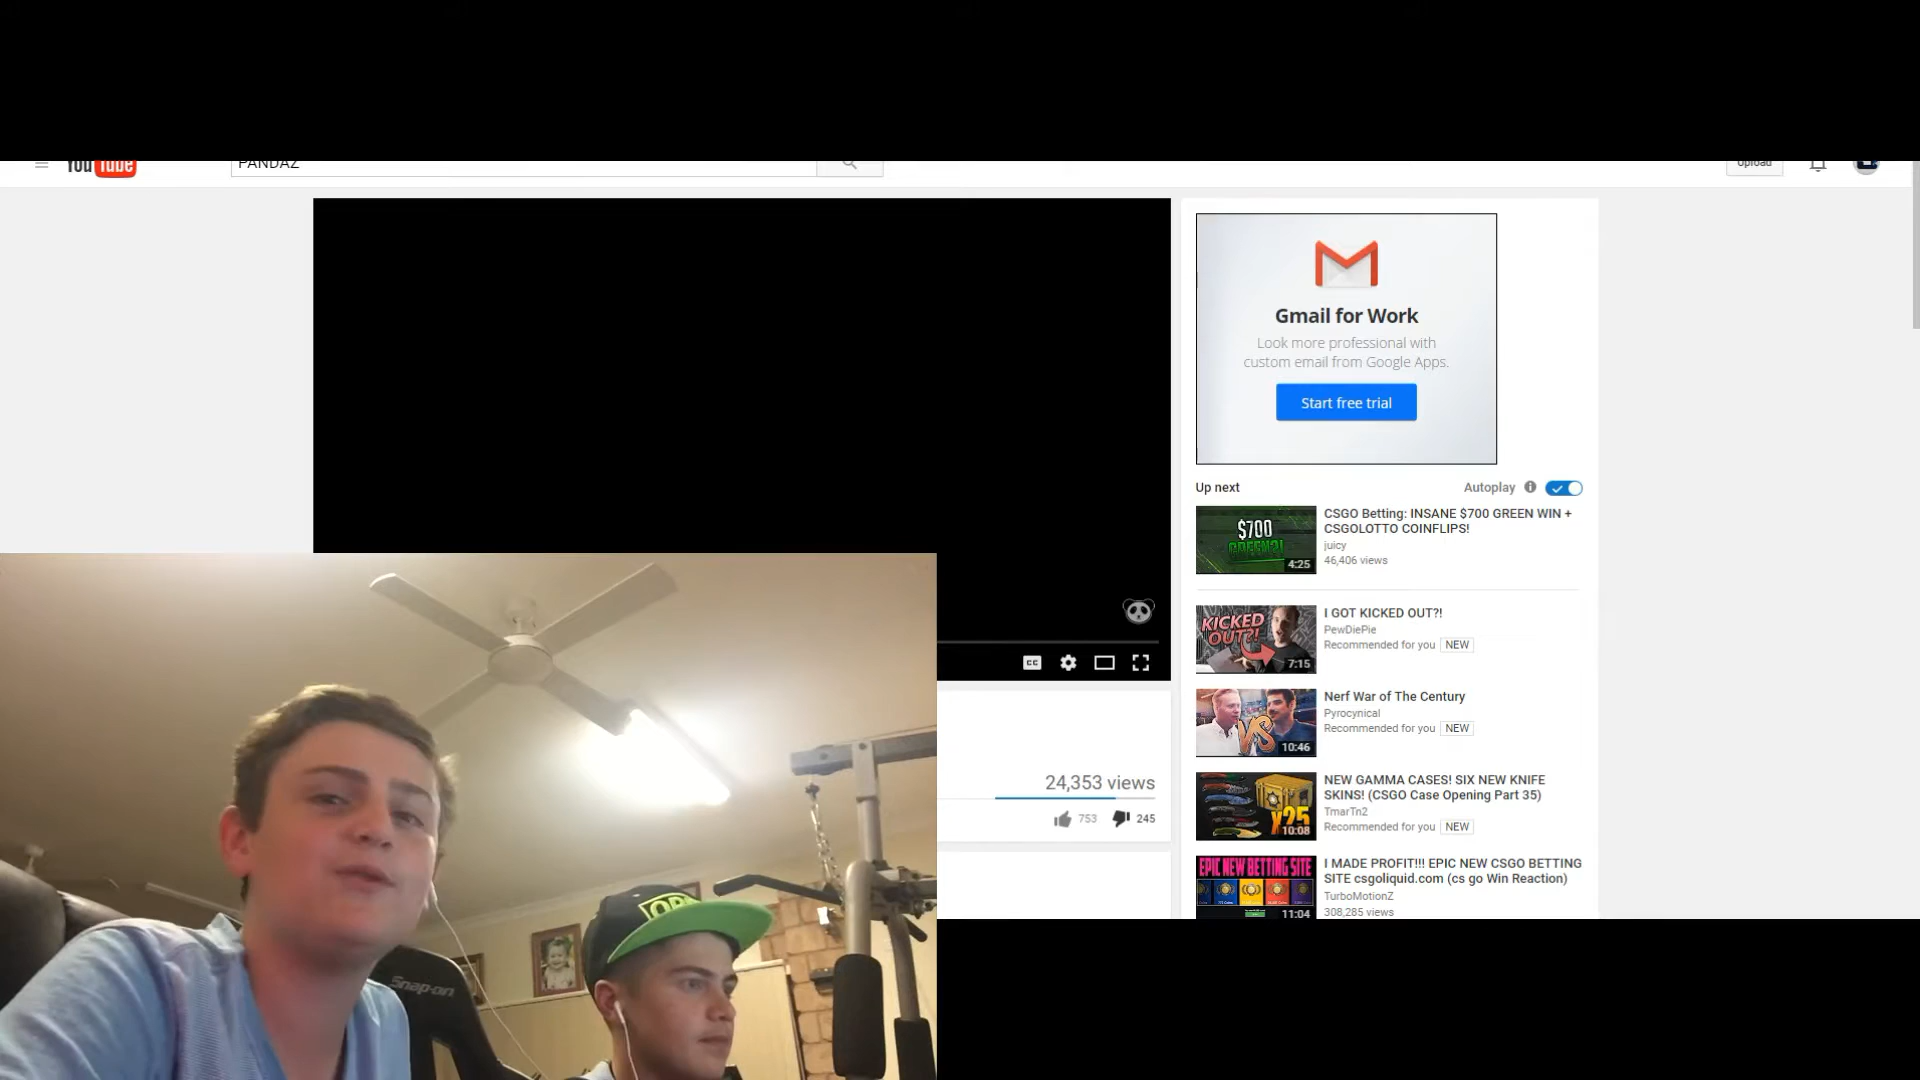 YouTube
PANDAZ
Upload
Gmail for Work
Look more professional with
custom email from Google Apps.
Start free trial
Up next
Autoplay
$700
GREEN?!
4:25
CSGO Betting: INSANE $700 GREEN WIN +
CSGOLOTTO COINFLIPS!
juicy
46,406 views
KICKED
OUT?!
7:15
I GOT KICKED OUT?!
PewDiePie
Recommended for you NEW
VS
10:46
Nerf War of The Century
Pyrocynical
Recommended for you NEW
x25
10:08
NEW GAMMA CASES! SIX NEW KNIFE
SKINS! (CSGO Case Opening Part 35)
TmarTn2
Recommended for you NEW
EPIC NEW BETTING SITE
11:04
I MADE PROFIT!!! EPIC NEW CSGO BETTING
SITE csgoliquid.com (cs go Win Reaction)
TurboMotionZ
308,285 views
CC
24,353 views
753 245
Snap-on